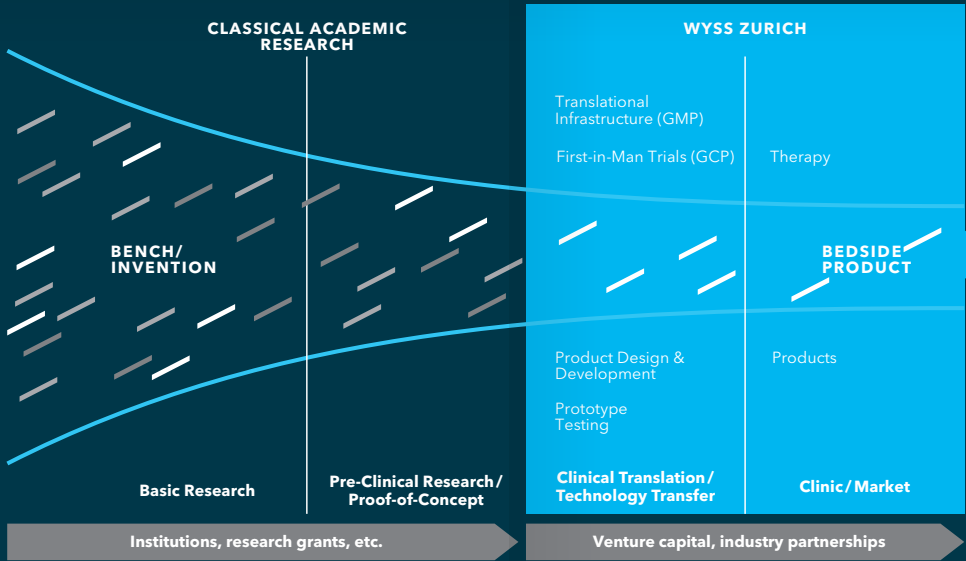 CLASSICAL ACADEMIC
RESEARCH
WYSS ZURICH
Translational
Infrastructure (GMP)
First-in-Man Trials (GCP)
Therapy
BENCH/
INVENTION
BEDSIDE
PRODUCT
Product Design &
Development
Products
Prototype
Testing
Basic Research
Pre-Clinical Research/
Proof-of-Concept
Clinical Translation/
Technology Transfer
Clinic/Market
Institutions, research grants, etc.
Venture capital, industry partnerships